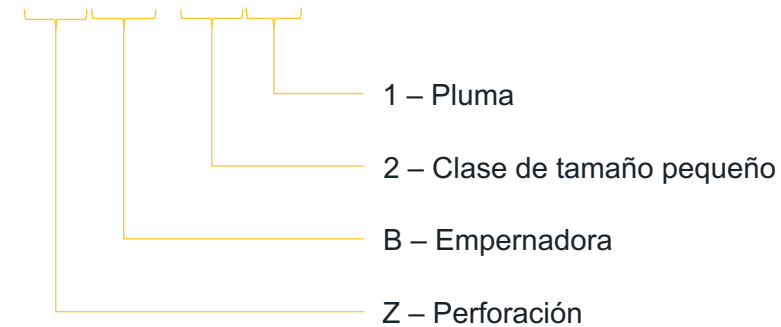 1 – Pluma
2 – Clase de tamaño pequeño
B – Empernadora
Z – Perforación